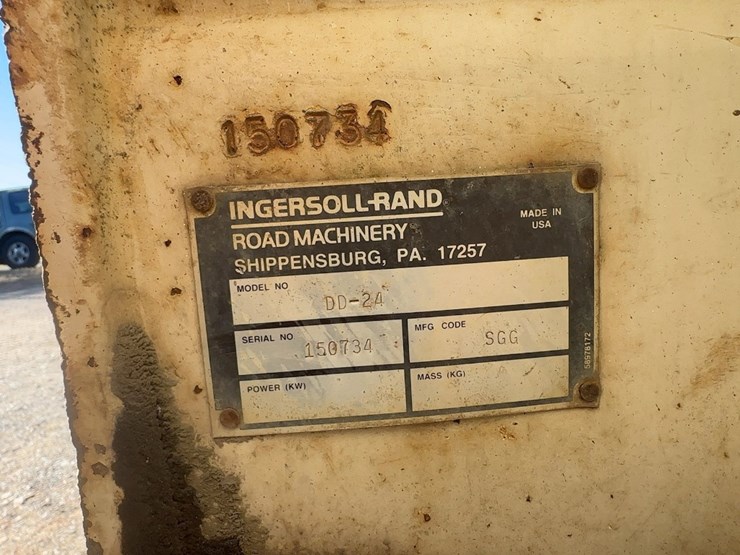 150734
INGERSOLL-RAND
ROAD MACHINERY
SHIPPENSBURG, PA. 17257
MADE IN
USA
MODEL NO
DD-24
SERIAL NO
150734
MFG CODE
SGG
POWER (KW)
MASS (KG)
58976172